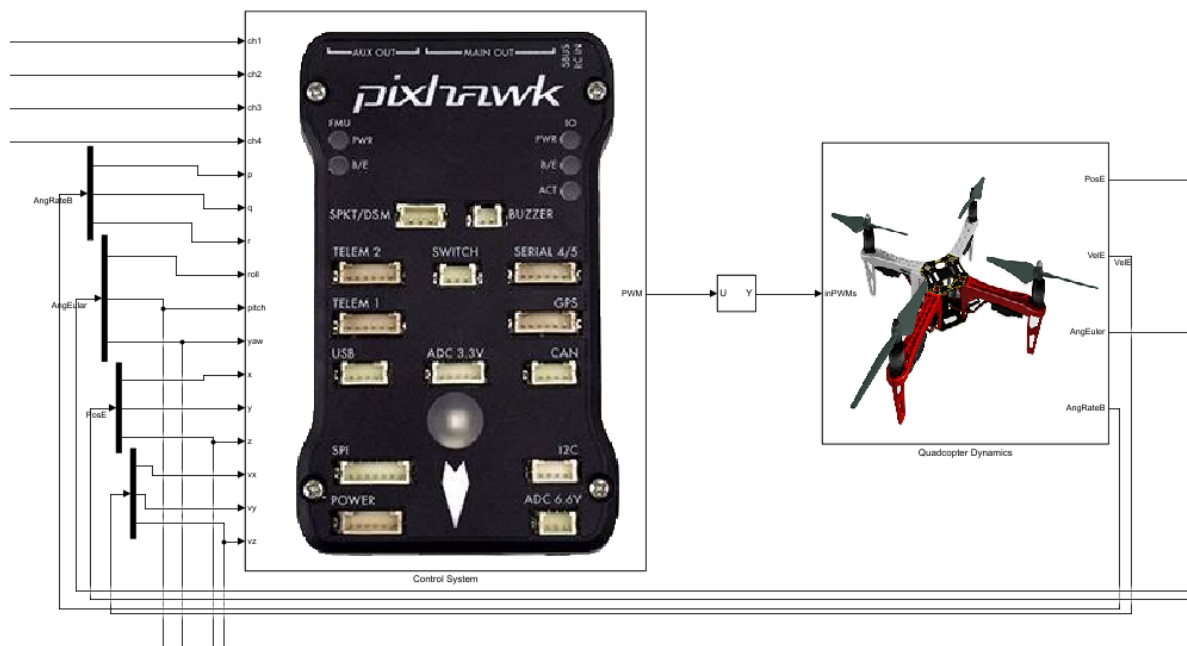 ch1
ch2
ch3
ch4
p
q
r
roll
pitch
yaw
x
y
z
vx
vy
vz
AngRateB
AngEular
PosE
AUX OUT
MAIN OUT
SBUS
RC IN
pixhawk
FMU
IO
PWR
PWR
B/E
B/E
ACT
SPKT/DSM
BUZZER
TELEM 2
SWITCH
SERIAL 4/5
TELEM 1
GPS
USB
ADC 3.3V
CAN
SPI
I2C
POWER
ADC 6.6V
PWM
Control System
U
Y
inPWMs
PosE
VelE
VelE
AngEuler
AngRateB
Quadcopter Dynamics